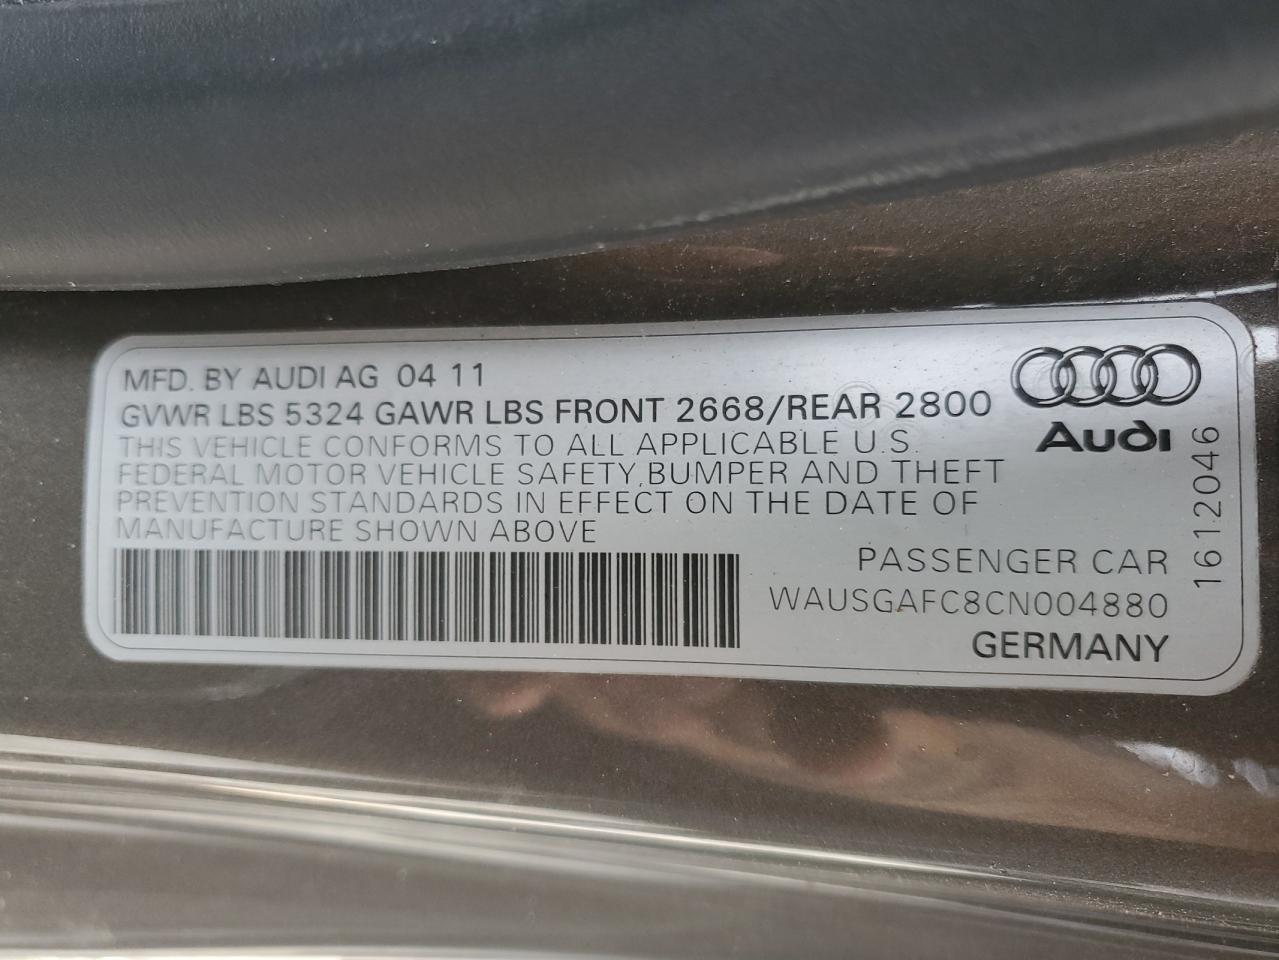 MFD. BY AUDI AG 04 11
GVWR LBS 5324 GAWR LBS FRONT 2668/REAR 2800
THIS VEHICLE CONFORMS TO ALL APPLICABLE U.S.
FEDERAL MOTOR VEHICLE SAFETY, BUMPER AND THEFT
PREVENTION STANDARDS IN EFFECT ON THE DATE OF
MANUFACTURE SHOWN ABOVE
Audi
1612046
PASSENGER CAR
WAUSGAFC8CN004880
GERMANY